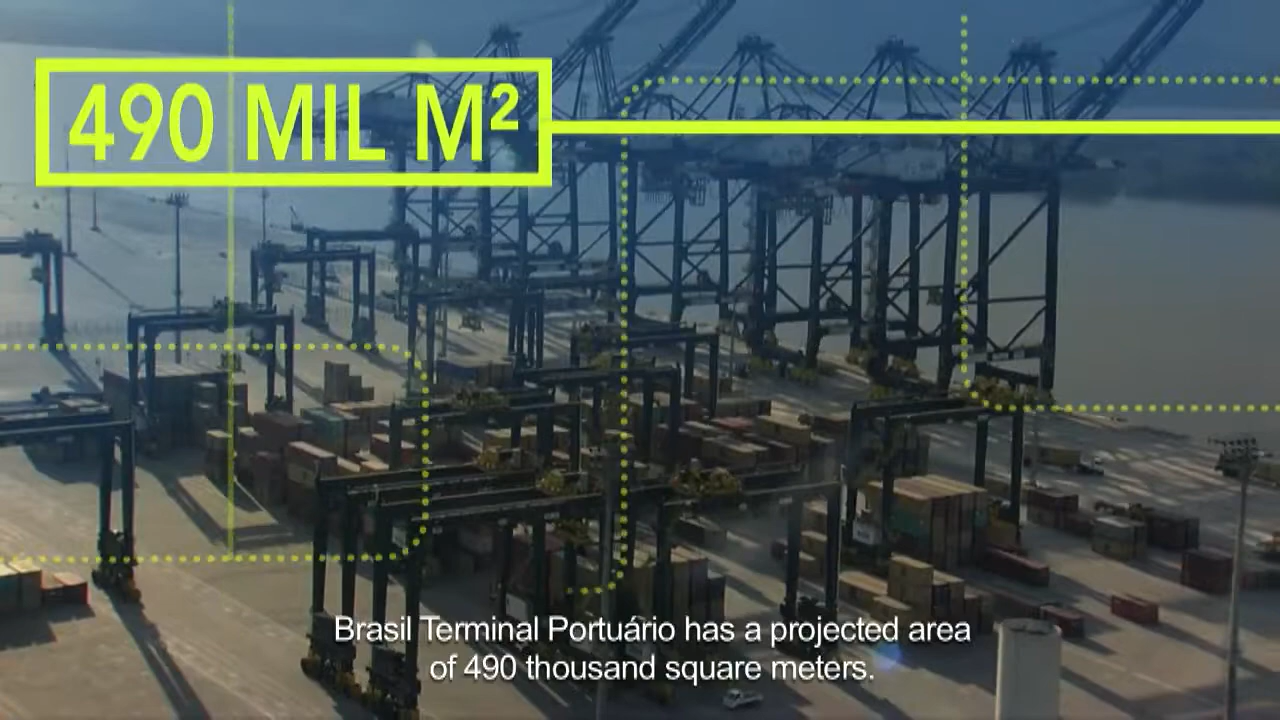 490 MIL M²
Brasil Terminal Portuário has a projected area
of 490 thousand square meters.